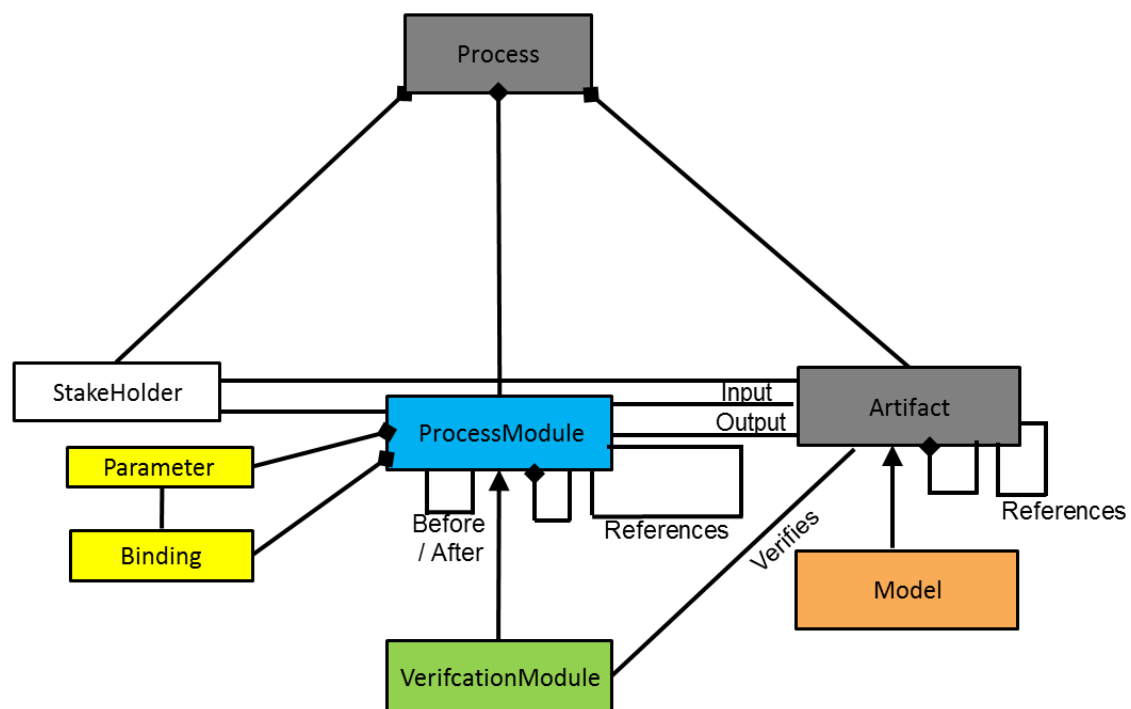 Process
StakeHolder
Input
Artifact
Output
ProcessModule
Parameter
Before
/ After
References
References
Binding
Verifies
Model
VerifcationModule